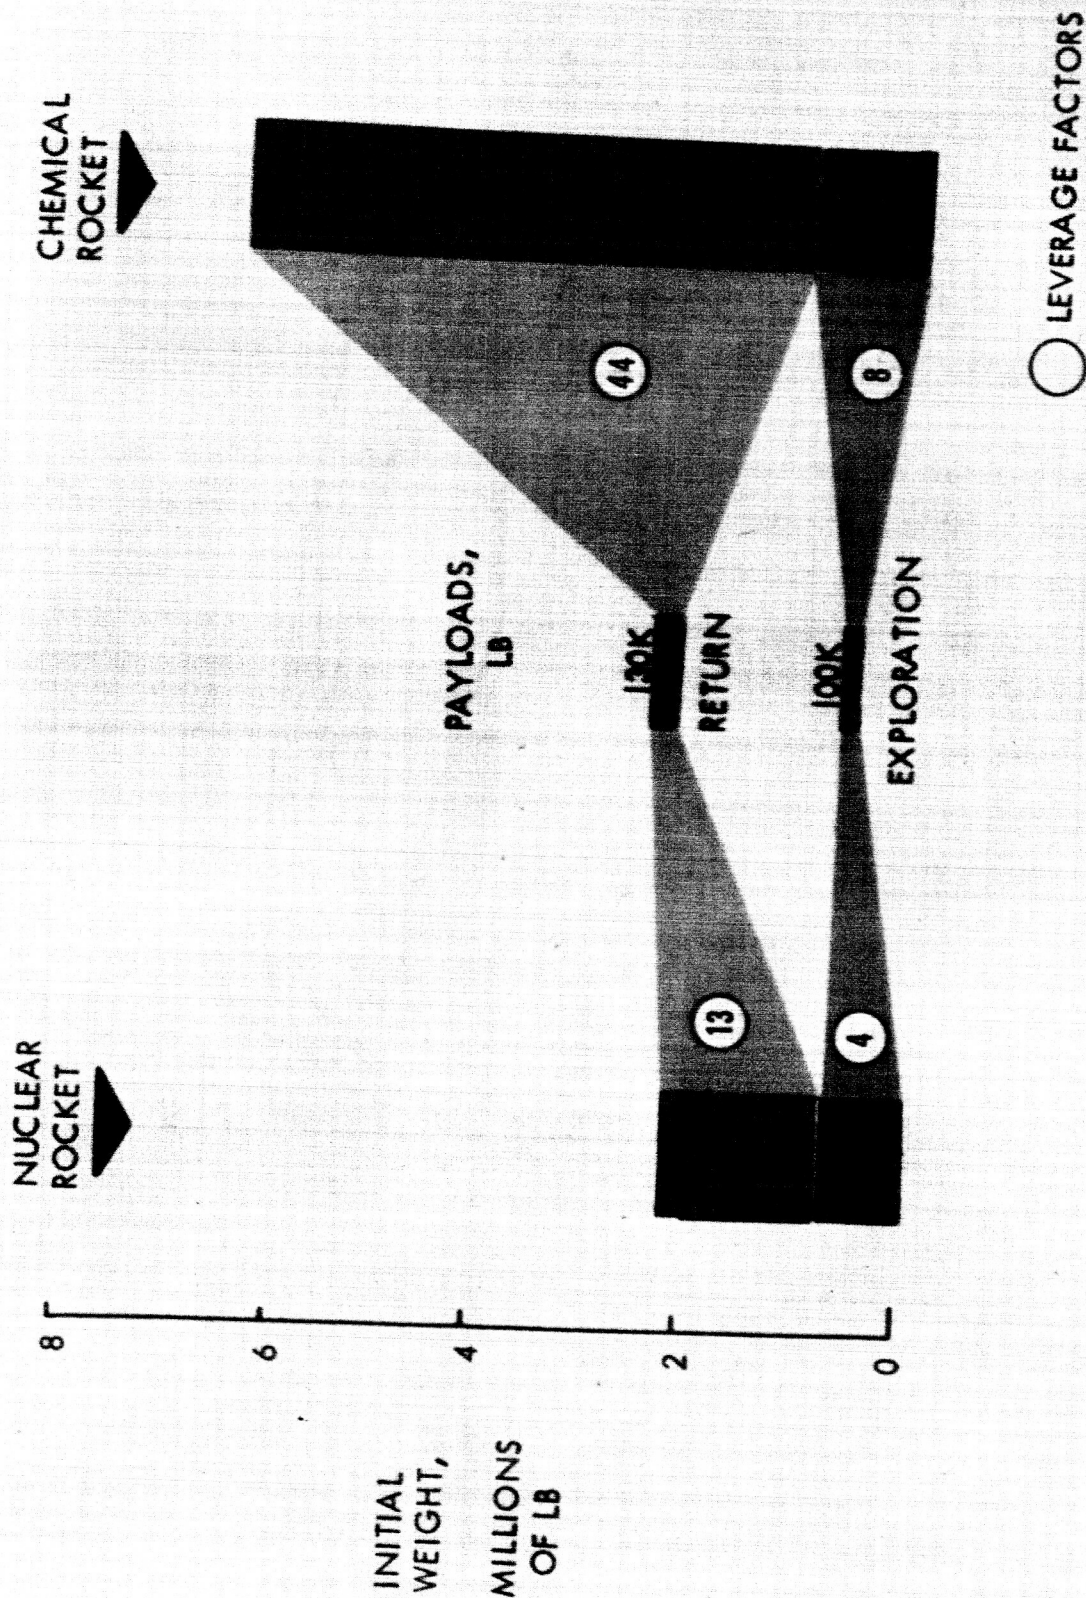 NUCLEAR
ROCKET
CHEMICAL
ROCKET
INITIAL
WEIGHT,
MILLIONS
OF LB
8
6
4
2
0
PAYLOADS,
LB
130K
RETURN
100K
EXPLORATION
13
44
4
8
LEVERAGE FACTORS